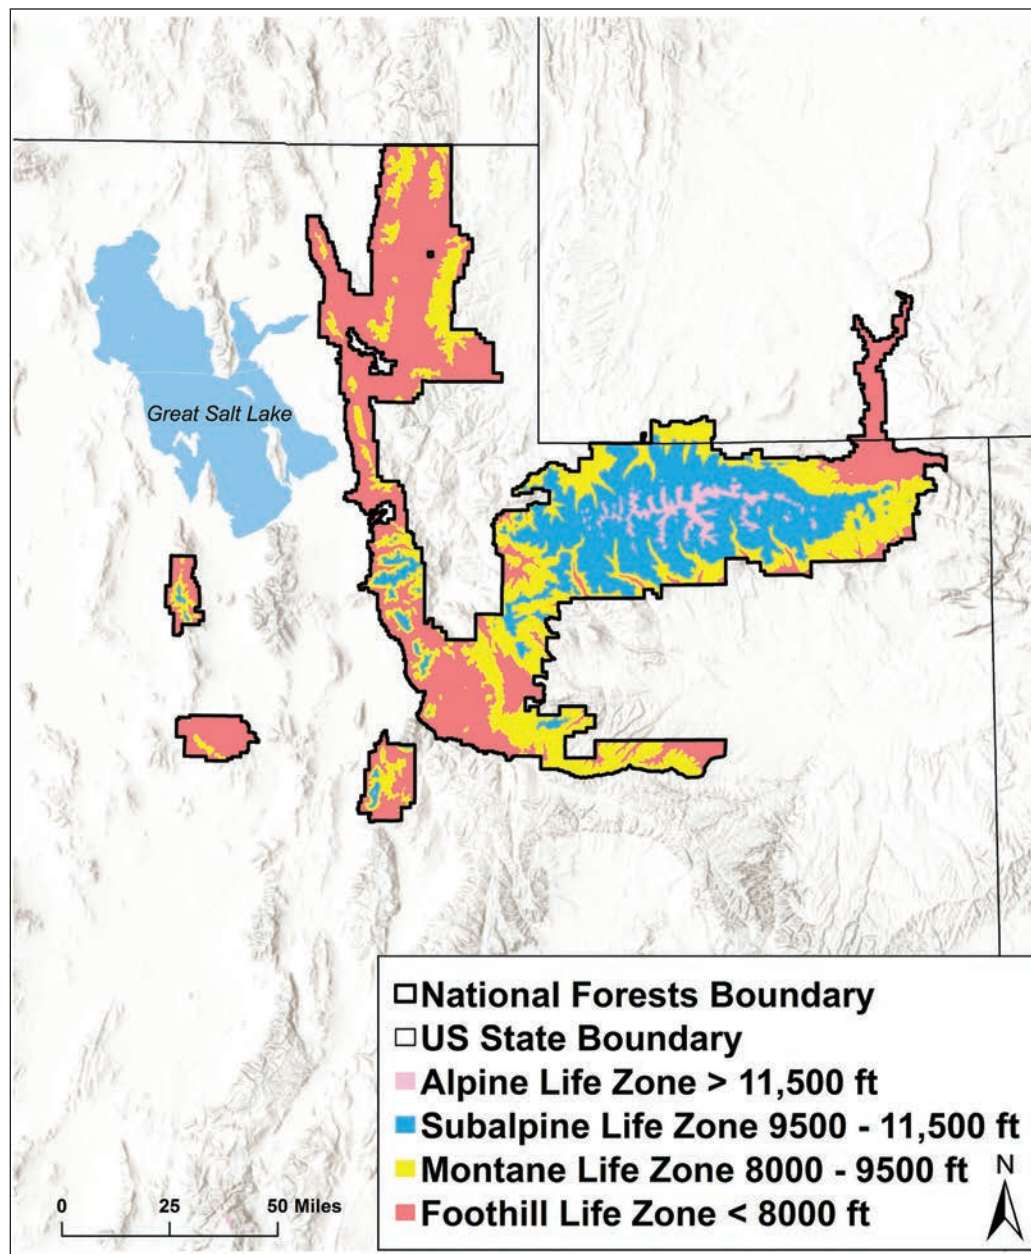 Great Salt Lake
National Forests Boundary
US State Boundary
Alpine Life Zone > 11,500 ft
Subalpine Life Zone 9500 - 11,500 ft
Montane Life Zone 8000 - 9500 ft
Foothill Life Zone < 8000 ft
N
0 25 50 Miles